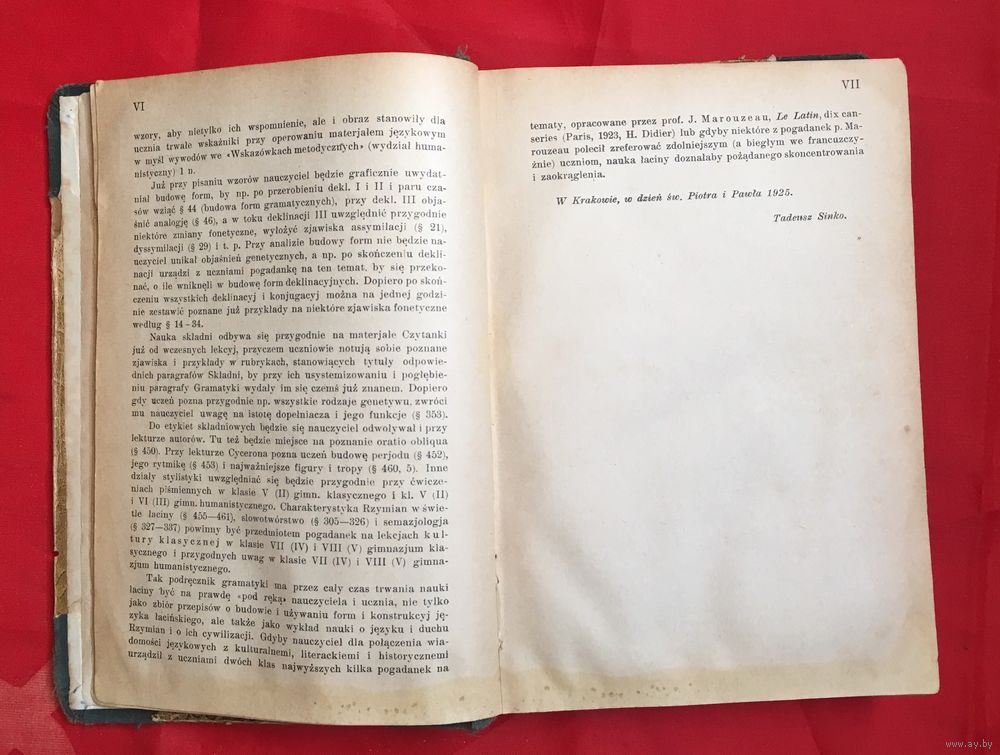 VI
wzory, aby nietylko ich wspomnienie, ale i obraz stanowiły dla
ucznia trwałe wskaźniki przy operowaniu materjałem językowym
w myśl wywodów we «Wskazówkach metodycznych» (wydział huma-
nistyczny) 1 n.
Już przy pisaniu wzorów nauczyciel będzie graficznie uwydat-
niał budowę form, by np. po przerobieniu dekl. I i II i paru cza-
sów wziąć § 44 (budowa form gramatycznych), przy dekl. III obja-
śnić analogję (§ 46), a w toku deklinacji III uwzględnić przygodnie
niektóre zmiany fonetyczne, wyłożyć zjawiska assymilacji (§ 21),
dyssymilacji (§ 29) i t. p. Przy analizie budowy form nie będzie na-
uczyciel unikał objaśnień genetycznych, a np. po skończeniu dekli-
nacji urządzi z uczniami pogadankę na ten temat, by się przeko-
nać, o ile wniknęli w budowę form deklinacyjnych. Dopiero po skoń-
czeniu wszystkich deklinacyj i konjugacyj można na jednej godzi-
nie zestawić poznane już przykłady na niektóre zjawiska fonetyczne
według § 14-34.
Nauka składni odbywa się przygodnie na materjale Czytanki
już od wczesnych lekcyj, przyczem uczniowie notują sobie poznane
zjawiska i przykłady w rubrykach, stanowiących tytuły odpowie-
dnich paragrafów Składni, by przy ich usystemizowaniu i pogłębie-
niu paragrafy Gramatyki wydały im się czemś już znanem. Dopiero
gdy uczeń pozna przygodnie np. wszystkie rodzaje genetywu, zwróci
mu nauczyciel uwagę na istotę dopełniacza i jego funkcje (§ 353).
Do etykiet składniowych będzie się nauczyciel odwoływał i przy
lekturze autorów. Tu też będzie miejsce na poznanie oratio obliqua
(§ 450). Przy lekturze Cycerona pozna uczeń budowę perjodu (§ 452),
jego rytmikę (§ 453) i najważniejsze figury i tropy (§ 460, 5). Inne
działy stylistyki uwzględniać się będzie przygodnie przy ćwicze-
niach piśmiennych w klasie V (II) gimn. klasycznego i kl. V (II)
i VI (III) gimn. humanistycznego. Charakterystyka Rzymian w świe-
tle łaciny (§ 455—461), słowotwórstwo (§ 305—326) i semazjologja
(§ 327—337) powinny być przedmiotem pogadanek na lekcjach kul-
tury klasycznej w klasie VII (IV) i VIII (V) gimnazjum kla-
sycznego i przygodnych uwag w klasie VII (IV) i VIII (V) gimna-
zjum humanistycznego.
Tak podręcznik gramatyki ma przez cały czas trwania nauki
łaciny być na prawdę «pod ręką» nauczyciela i ucznia, nie tylko
jako zbiór przepisów o budowie i używaniu form i konstrukcyj ję-
zyka łacińskiego, ale także jako wykład nauki o języku i duchu
Rzymian i o ich cywilizacji. Gdyby nauczyciel dla połączenia wia-
domości językowych z kulturalnemi, literackiemi i historycznemi
urządził z uczniami dwóch klas najwyższych kilka pogadanek na
VII
tematy, opracowane przez prof. J. Marouzeau, Le Latin, dix can-
series (Paris, 1923, H. Didier) lub gdyby niektóre z pogadanek p. Ma-
rouzeau polecił zreferować zdolniejszym (a biegłym we francuzczy-
źnie) uczniom, nauka łaciny doznałaby pożądanego skoncentrowania
i zaokrąglenia.
W Krakowie, w dzień św. Piotra i Pawła 1925.
Tadeusz Sinko.
www.ay.by